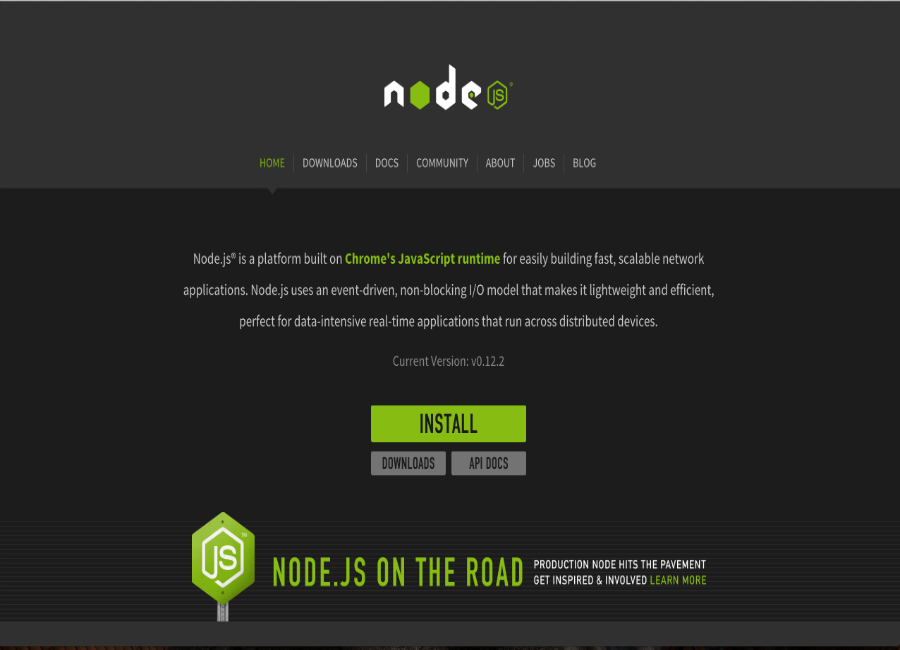 node JS®
HOME
DOWNLOADS
DOCS
COMMUNITY
ABOUT
JOBS
BLOG
Node.js® is a platform built on Chrome's JavaScript runtime for easily building fast, scalable network
applications. Node.js uses an event-driven, non-blocking I/O model that makes it lightweight and efficient,
perfect for data-intensive real-time applications that run across distributed devices.
Current Version: v0.12.2
INSTALL
DOWNLOADS
API DOCS
JS™
NODE.JS ON THE ROAD
PRODUCTION NODE HITS THE PAVEMENT
GET INSPIRED & INVOLVED LEARN MORE